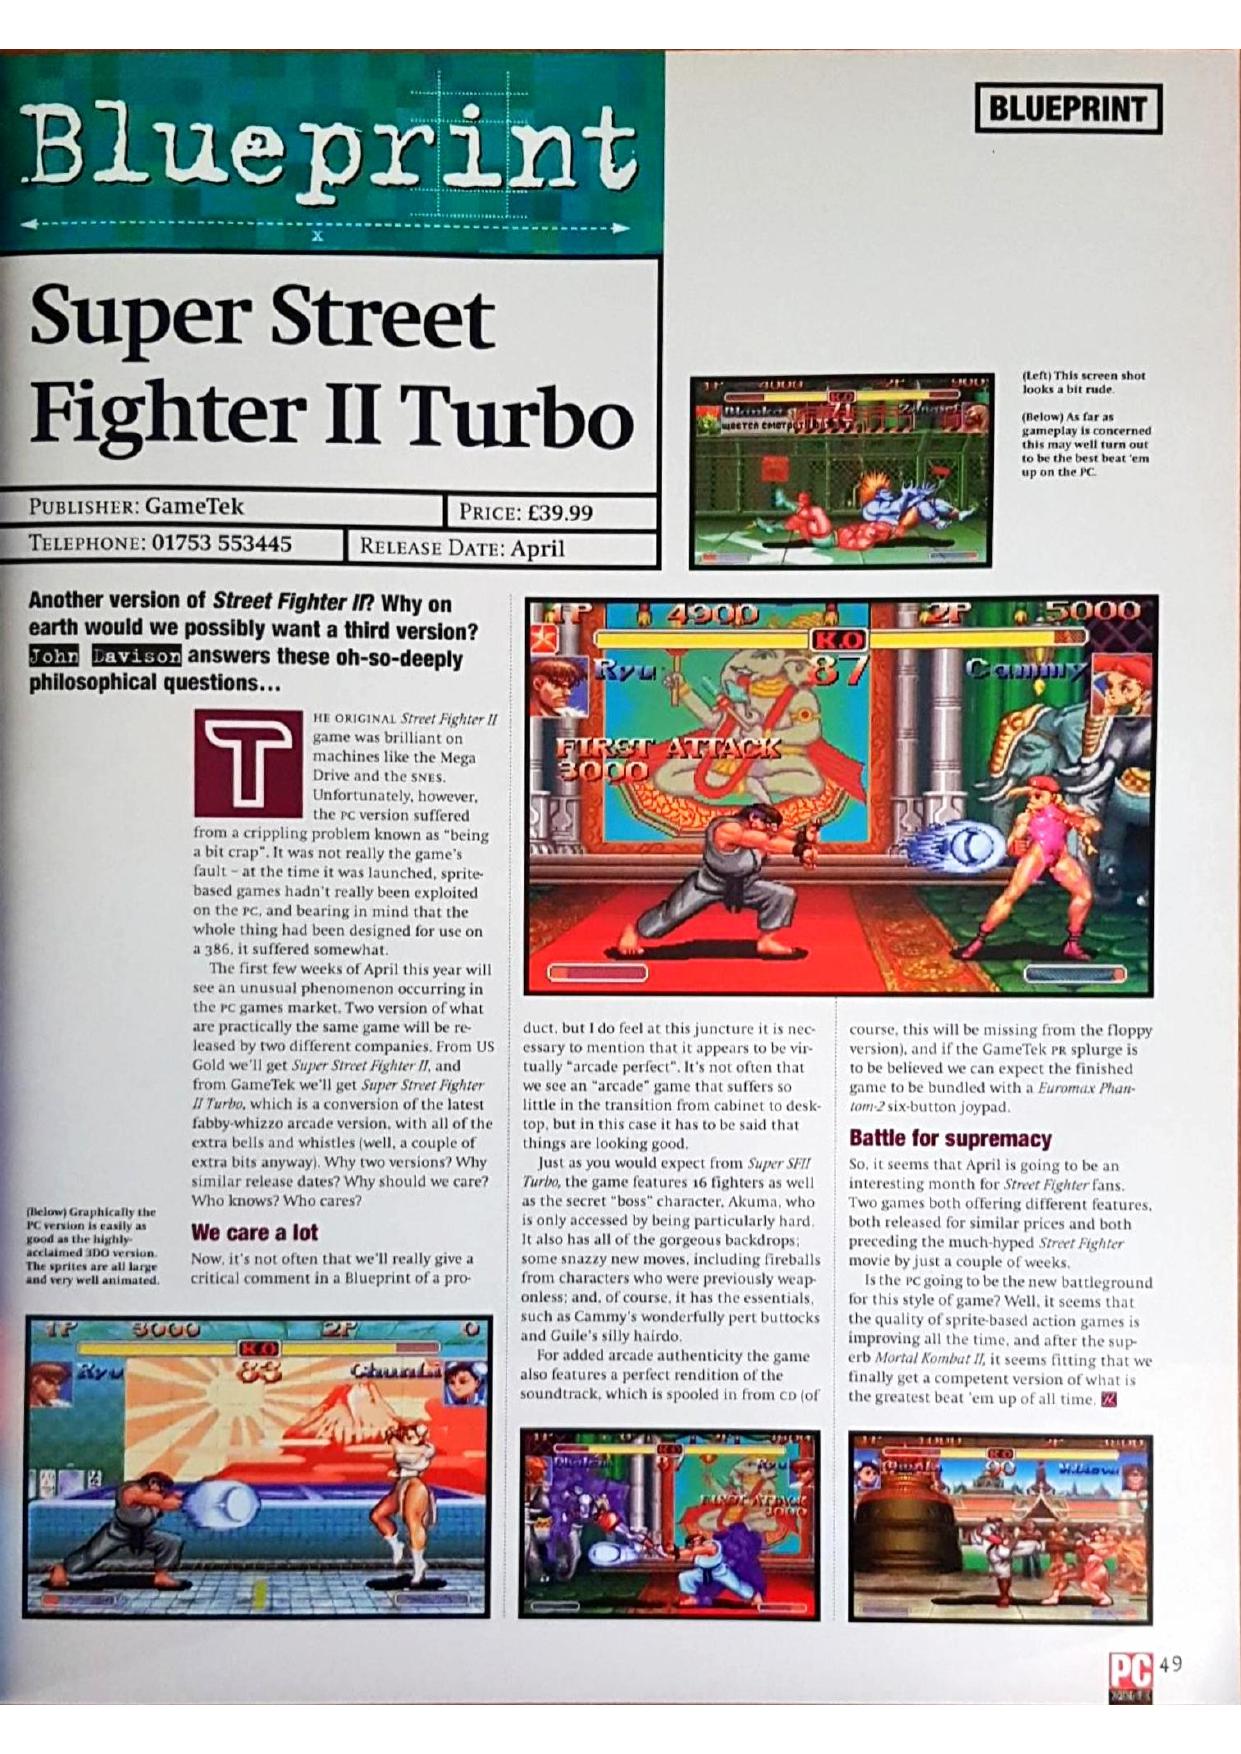 Blueprint
x
BLUEPRINT
Super Street
Fighter II Turbo
PUBLISHER: GameTek
PRICE: £39.99
TELEPHONE: 01753 553445
RELEASE DATE: April
(Left) This screen shot
looks a bit rude.
(Below) As far as
gameplay is concerned
this may well turn out
to be the best beat 'em
up on the PC.
1P 4000 2P 900
K.O
Another version of Street Fighter II? Why on
earth would we possibly want a third version?
John Davison answers these oh-so-deeply
philosophical questions...
1P 4900 2P 5000
K.O
Ryu 87 Cammy
FIRST ATTACK
3000
THE ORIGINAL Street Fighter II
game was brilliant on
machines like the Mega
Drive and the SNES.
Unfortunately, however,
the PC version suffered
from a crippling problem known as "being
a bit crap". It was not really the game's
fault – at the time it was launched, sprite-
based games hadn't really been exploited
on the PC, and bearing in mind that the
whole thing had been designed for use on
a 386, it suffered somewhat.
The first few weeks of April this year will
see an unusual phenomenon occurring in
the PC games market. Two version of what
are practically the same game will be re-
leased by two different companies. From US
Gold we'll get Super Street Fighter II, and
from GameTek we'll get Super Street Fighter
II Turbo, which is a conversion of the latest
fabby-whizzo arcade version, with all of the
extra bells and whistles (well, a couple of
extra bits anyway). Why two versions? Why
similar release dates? Why should we care?
Who knows? Who cares?
We care a lot
Now, it's not often that we'll really give a
critical comment in a Blueprint of a pro-
(Below) Graphically the
PC version is easily as
good as the highly-
acclaimed 3DO version.
The sprites are all large
and very well animated.
1P 3000 2P 0
K.O
Ryu 83 ChunLi
duct, but I do feel at this juncture it is nec-
essary to mention that it appears to be vir-
tually "arcade perfect". It's not often that
we see an "arcade" game that suffers so
little in the transition from cabinet to desk-
top, but in this case it has to be said that
things are looking good.
Just as you would expect from Super SFII
Turbo, the game features 16 fighters as well
as the secret "boss" character, Akuma, who
is only accessed by being particularly hard.
It also has all of the gorgeous backdrops;
some snazzy new moves, including fireballs
from characters who were previously weap-
onless; and, of course, it has the essentials,
such as Cammy's wonderfully pert buttocks
and Guile's silly hairdo.
For added arcade authenticity the game
also features a perfect rendition of the
soundtrack, which is spooled in from CD (of
K.O
Ryu
FIRST ATTACK
course, this will be missing from the floppy
version), and if the GameTek PR splurge is
to be believed we can expect the finished
game to be bundled with a Euromax Phan-
tom-2 six-button joypad.
Battle for supremacy
So, it seems that April is going to be an
interesting month for Street Fighter fans.
Two games both offering different features,
both released for similar prices and both
preceding the much-hyped Street Fighter
movie by just a couple of weeks.
Is the PC going to be the new battleground
for this style of game? Well, it seems that
the quality of sprite-based action games is
improving all the time, and after the sup-
erb Mortal Kombat II, it seems fitting that we
finally get a competent version of what is
the greatest beat 'em up of all time.
K.O
90
PC
49